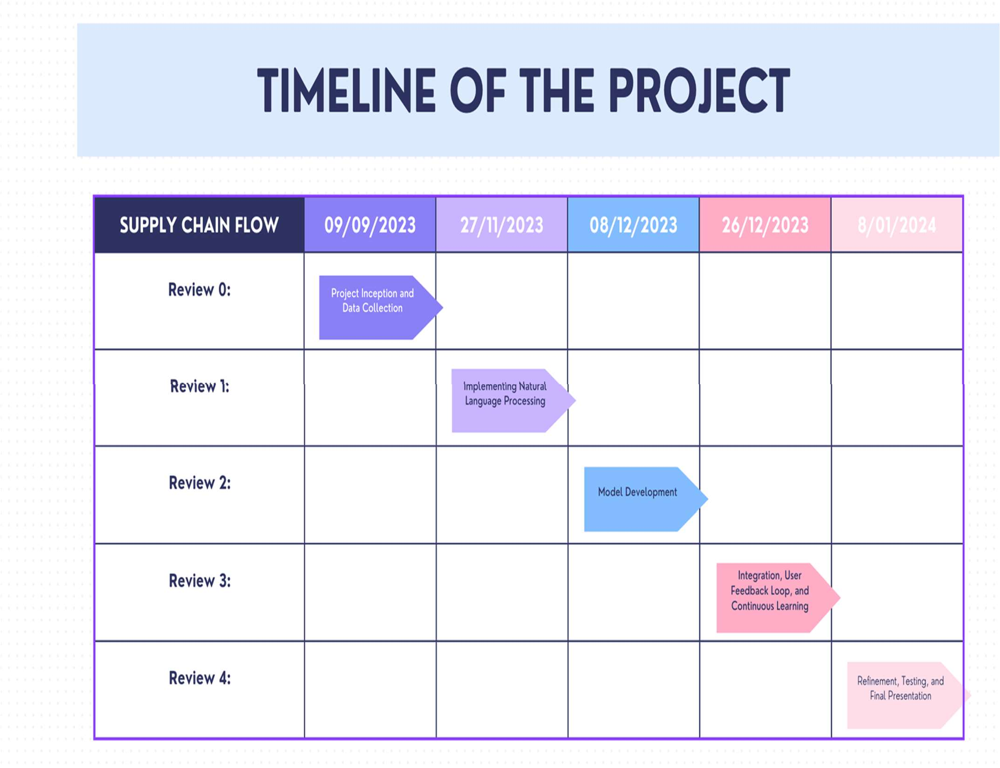 TIMELINE OF THE PROJECT
SUPPLY CHAIN FLOW 09/09/2023 27/11/2023 08/12/2023 26/12/2023 8/01/2024
Review 0:
Project Inception and
Data Collection
Review 1:
Implementing Natural
Language Processing
Review 2:
Model Development
Review 3:
Integration, User
Feedback Loop, and
Continuous Learning
Review 4:
Refinement, Testing, and
Final Presentation